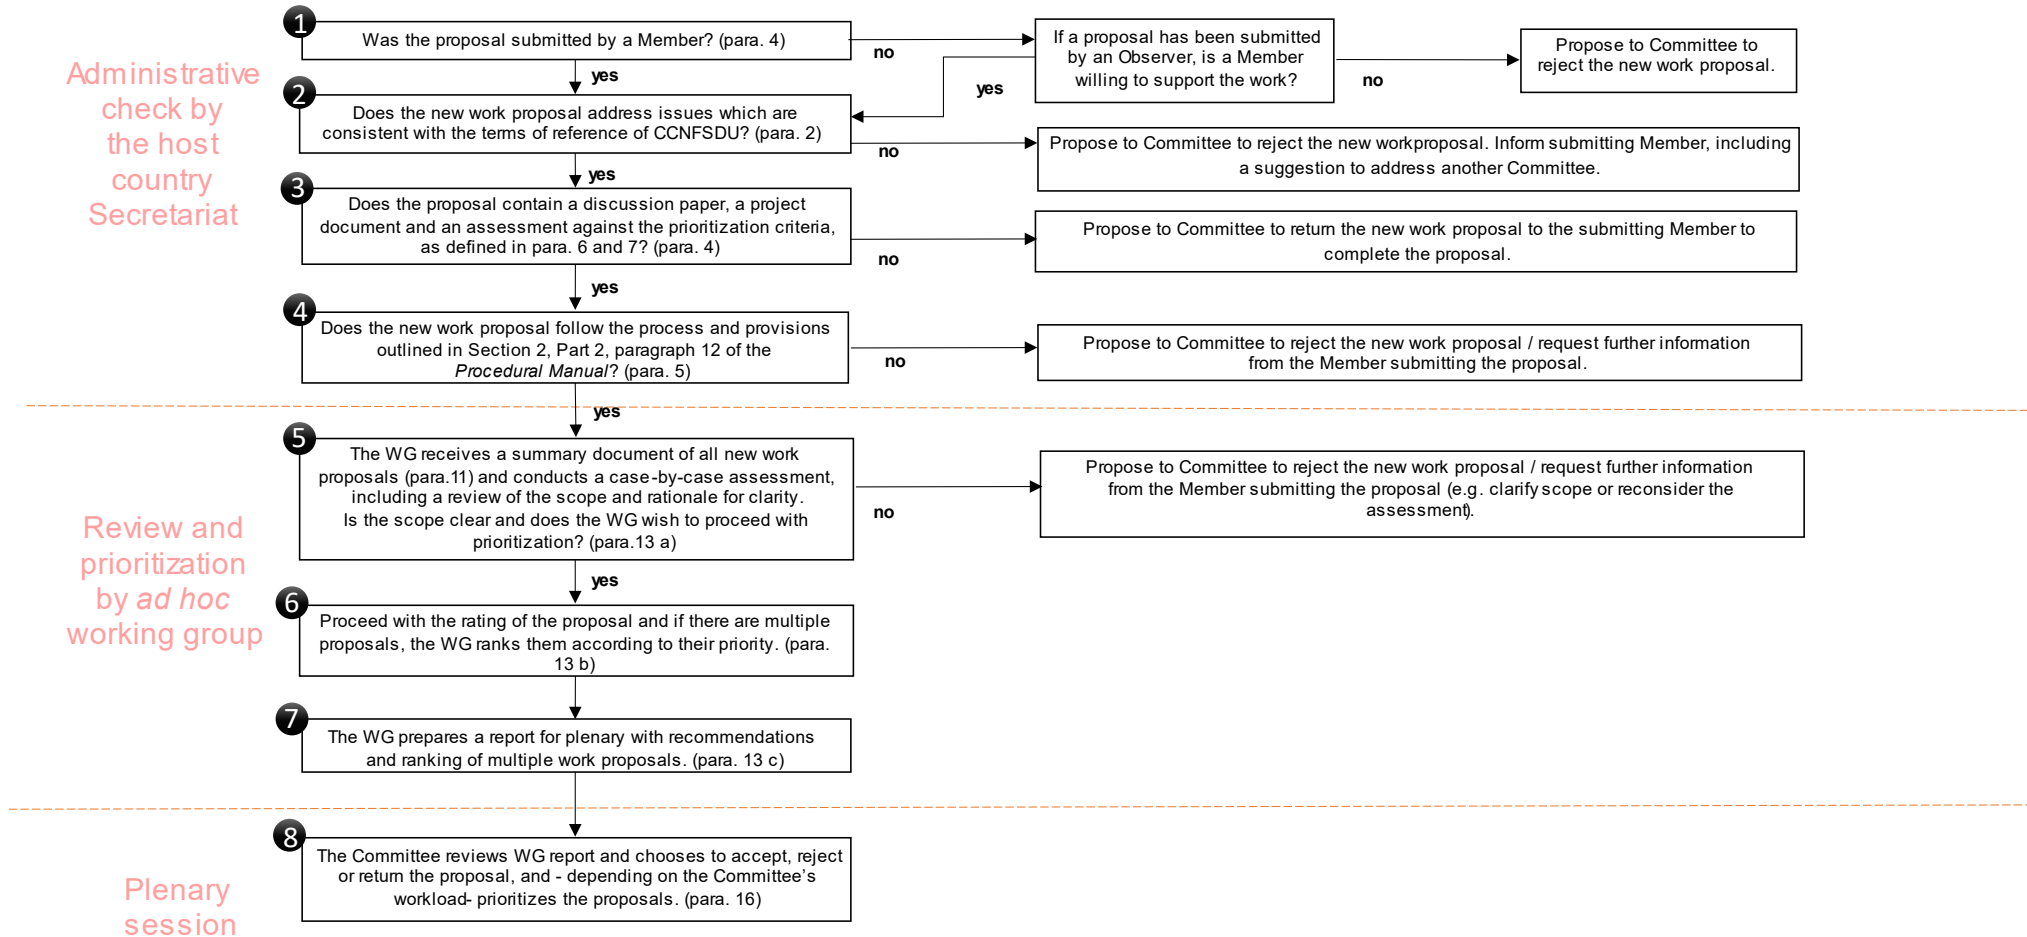 Administrative
check by
the host
country
Secretariat
1
Was the proposal submitted by a Member? (para. 4)
no
If a proposal has been submitted
by an Observer, is a Member
willing to support the work?
no
Propose to Committee to
reject the new work proposal.
yes
yes
2
Does the new work proposal address issues which are
consistent with the terms of reference of CCNFSDU? (para. 2)
no
Propose to Committee to reject the new workproposal. Inform submitting Member, including
a suggestion to address another Committee.
yes
3
Does the proposal contain a discussion paper, a project
document and an assessment against the prioritization criteria,
as defined in para. 6 and 7? (para. 4)
no
Propose to Committee to return the new work proposal to the submitting Member to
complete the proposal.
yes
4
Does the new work proposal follow the process and provisions
outlined in Section 2, Part 2, paragraph 12 of the
Procedural Manual? (para. 5)
no
Propose to Committee to reject the new work proposal / request further information
from the Member submitting the proposal.
yes
Review and
prioritization
by ad hoc
working group
5
The WG receives a summary document of all new work
proposals (para.11) and conducts a case-by-case assessment,
including a review of the scope and rationale for clarity.
Is the scope clear and does the WG wish to proceed with
prioritization? (para.13 a)
no
Propose to Committee to reject the new work proposal / request further information
from the Member submitting the proposal (e.g. clarify scope or reconsider the
assessment).
yes
6
Proceed with the rating of the proposal and if there are multiple
proposals, the WG ranks them according to their priority. (para.
13 b)
7
The WG prepares a report for plenary with recommendations
and ranking of multiple work proposals. (para. 13 c)
Plenary
session
8
The Committee reviews WG report and chooses to accept, reject
or return the proposal, and - depending on the Committee's
workload- prioritizes the proposals. (para. 16)